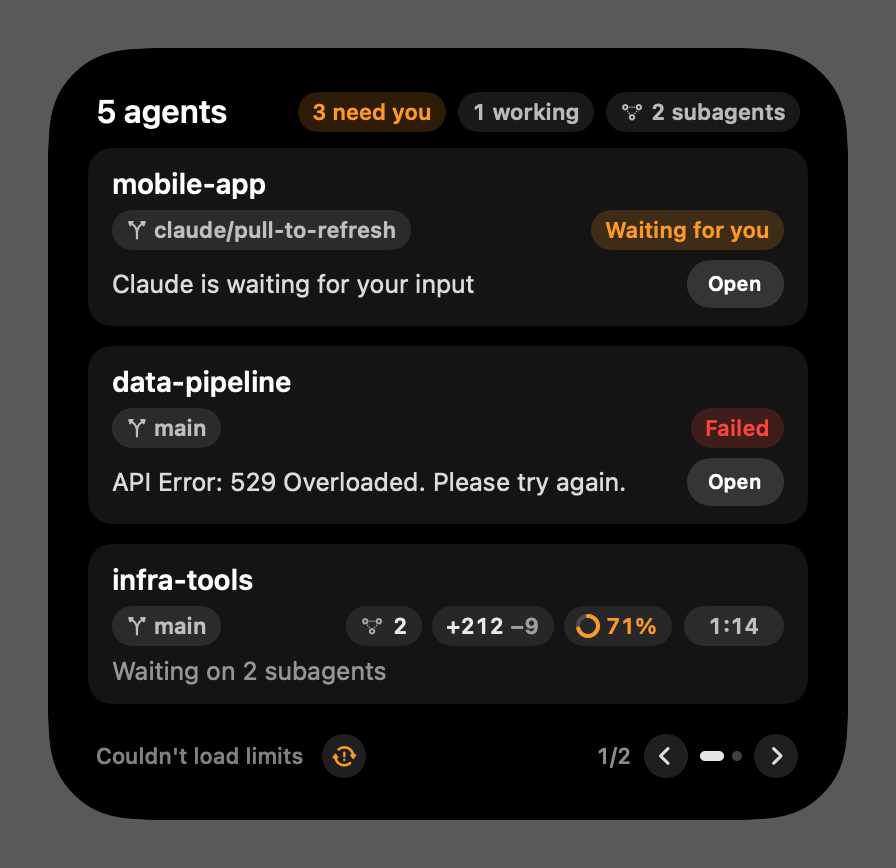 5 agents 3 need you 1 working 2 subagents
mobile-app
claude/pull-to-refresh Waiting for you
Claude is waiting for your input Open
data-pipeline
main Failed
API Error: 529 Overloaded. Please try again. Open
infra-tools
main 2 +212 −9 71% 1:14
Waiting on 2 subagents
Couldn't load limits 1/2